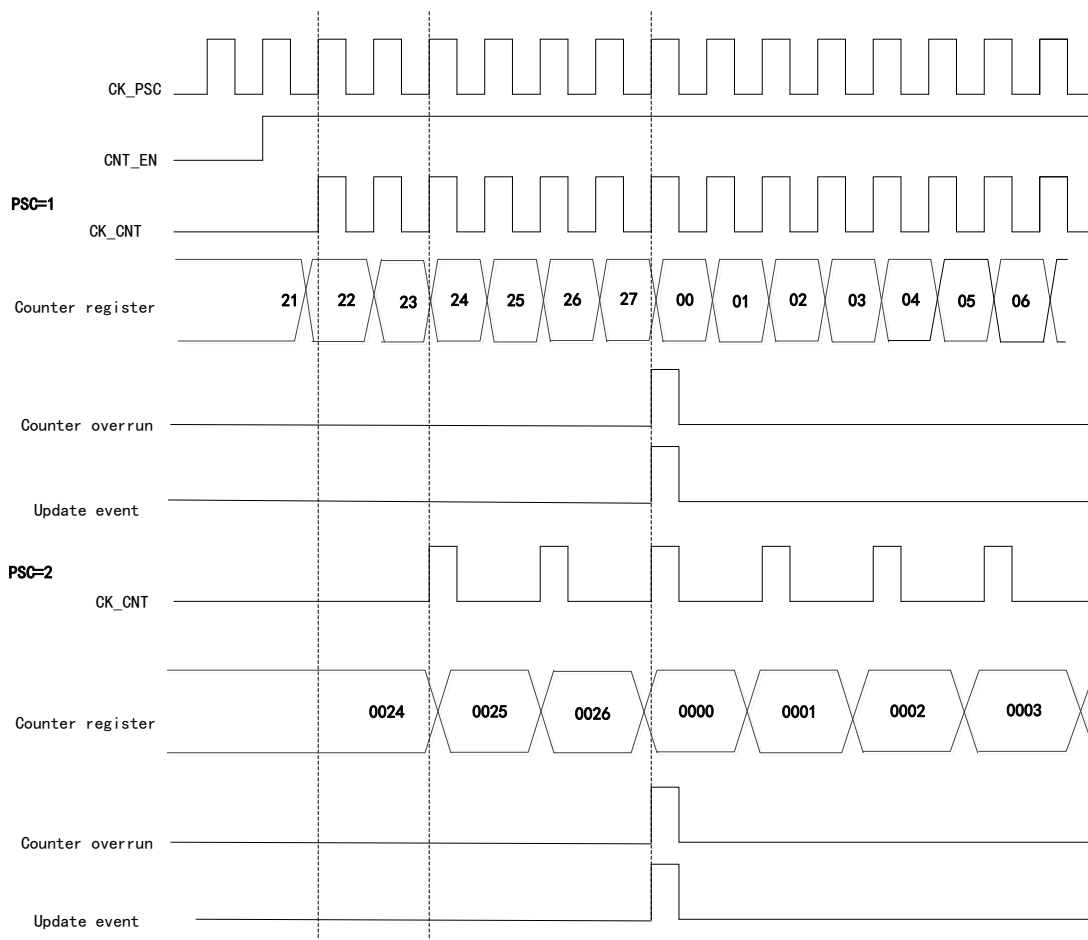 CK_PSC
CNT_EN
PSC=1
CK_CNT
Counter register 21 22 23 24 25 26 27 00 01 02 03 04 05 06
Counter overrun
Update event
PSC=2
CK_CNT
Counter register 0024 0025 0026 0000 0001 0002 0003
Counter overrun
Update event